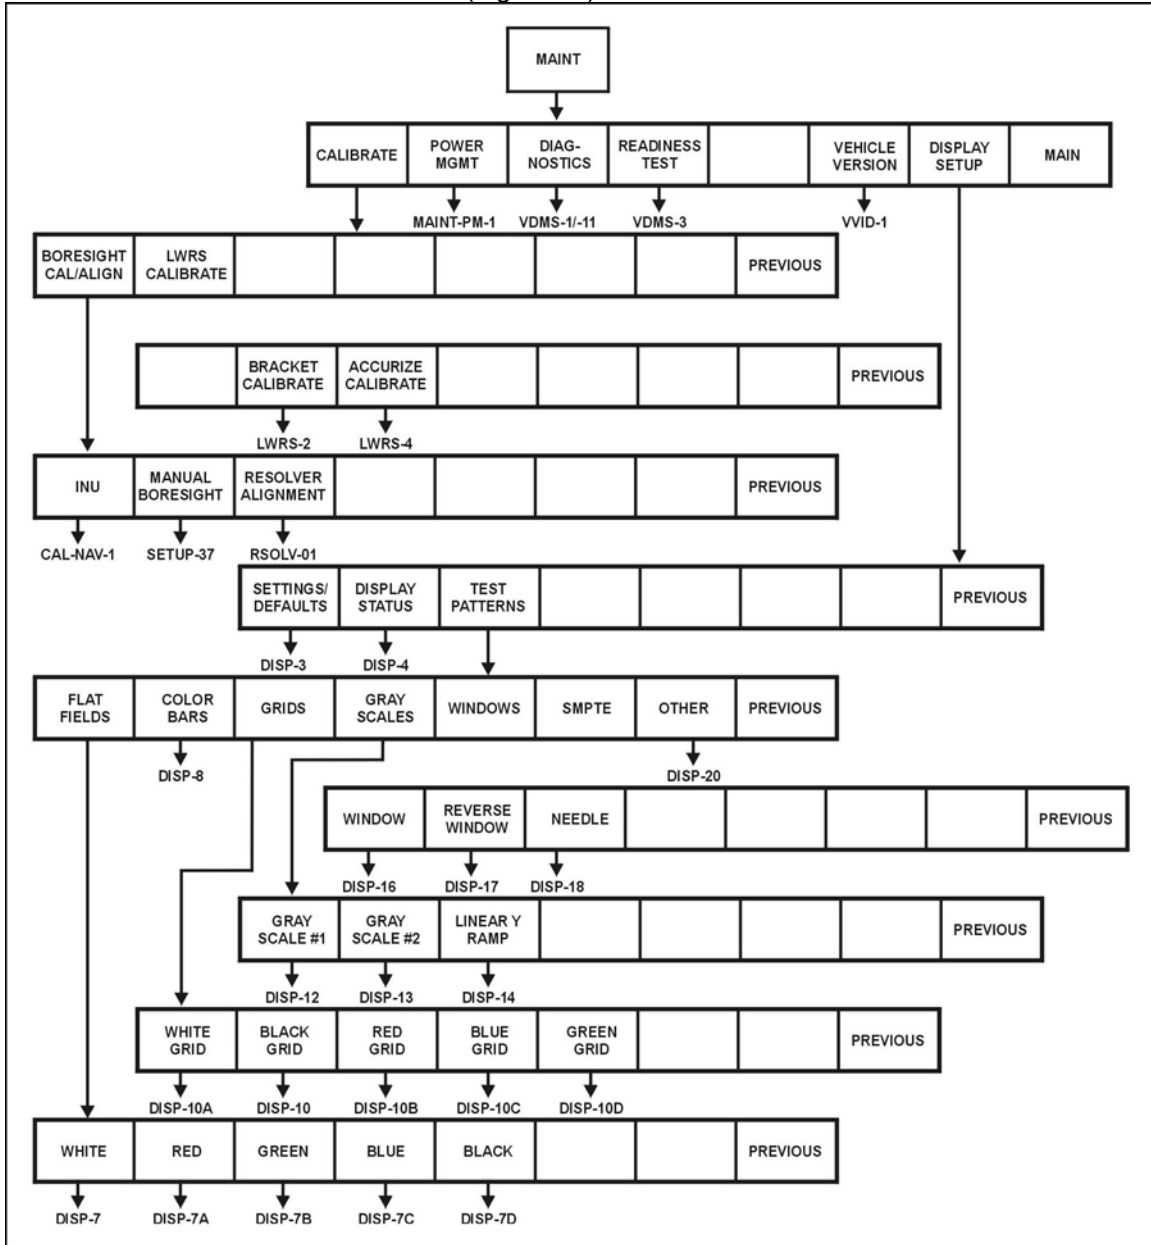 MAINT
CALIBRATE
POWER
MGMT
DIAG-
NOSTICS
READINESS
TEST
VEHICLE
VERSION
DISPLAY
SETUP
MAIN
MAINT-PM-1
VDMS-1/-11
VDMS-3
VVID-1
BORESIGHT
CAL/ALIGN
LWRS
CALIBRATE
PREVIOUS
BRACKET
CALIBRATE
ACCURIZE
CALIBRATE
PREVIOUS
LWRS-2
LWRS-4
INU
MANUAL
BORESIGHT
RESOLVER
ALIGNMENT
PREVIOUS
CAL-NAV-1
SETUP-37
RSOLV-01
SETTINGS/
DEFAULTS
DISPLAY
STATUS
TEST
PATTERNS
PREVIOUS
DISP-3
DISP-4
FLAT
FIELDS
COLOR
BARS
GRIDS
GRAY
SCALES
WINDOWS
SMPTE
OTHER
PREVIOUS
DISP-8
DISP-20
WINDOW
REVERSE
WINDOW
NEEDLE
PREVIOUS
DISP-16
DISP-17
DISP-18
GRAY
SCALE #1
GRAY
SCALE #2
LINEAR Y
RAMP
PREVIOUS
DISP-12
DISP-13
DISP-14
WHITE
GRID
BLACK
GRID
RED
GRID
BLUE
GRID
GREEN
GRID
PREVIOUS
DISP-10A
DISP-10
DISP-10B
DISP-10C
DISP-10D
WHITE
RED
GREEN
BLUE
BLACK
PREVIOUS
DISP-7
DISP-7A
DISP-7B
DISP-7C
DISP-7D